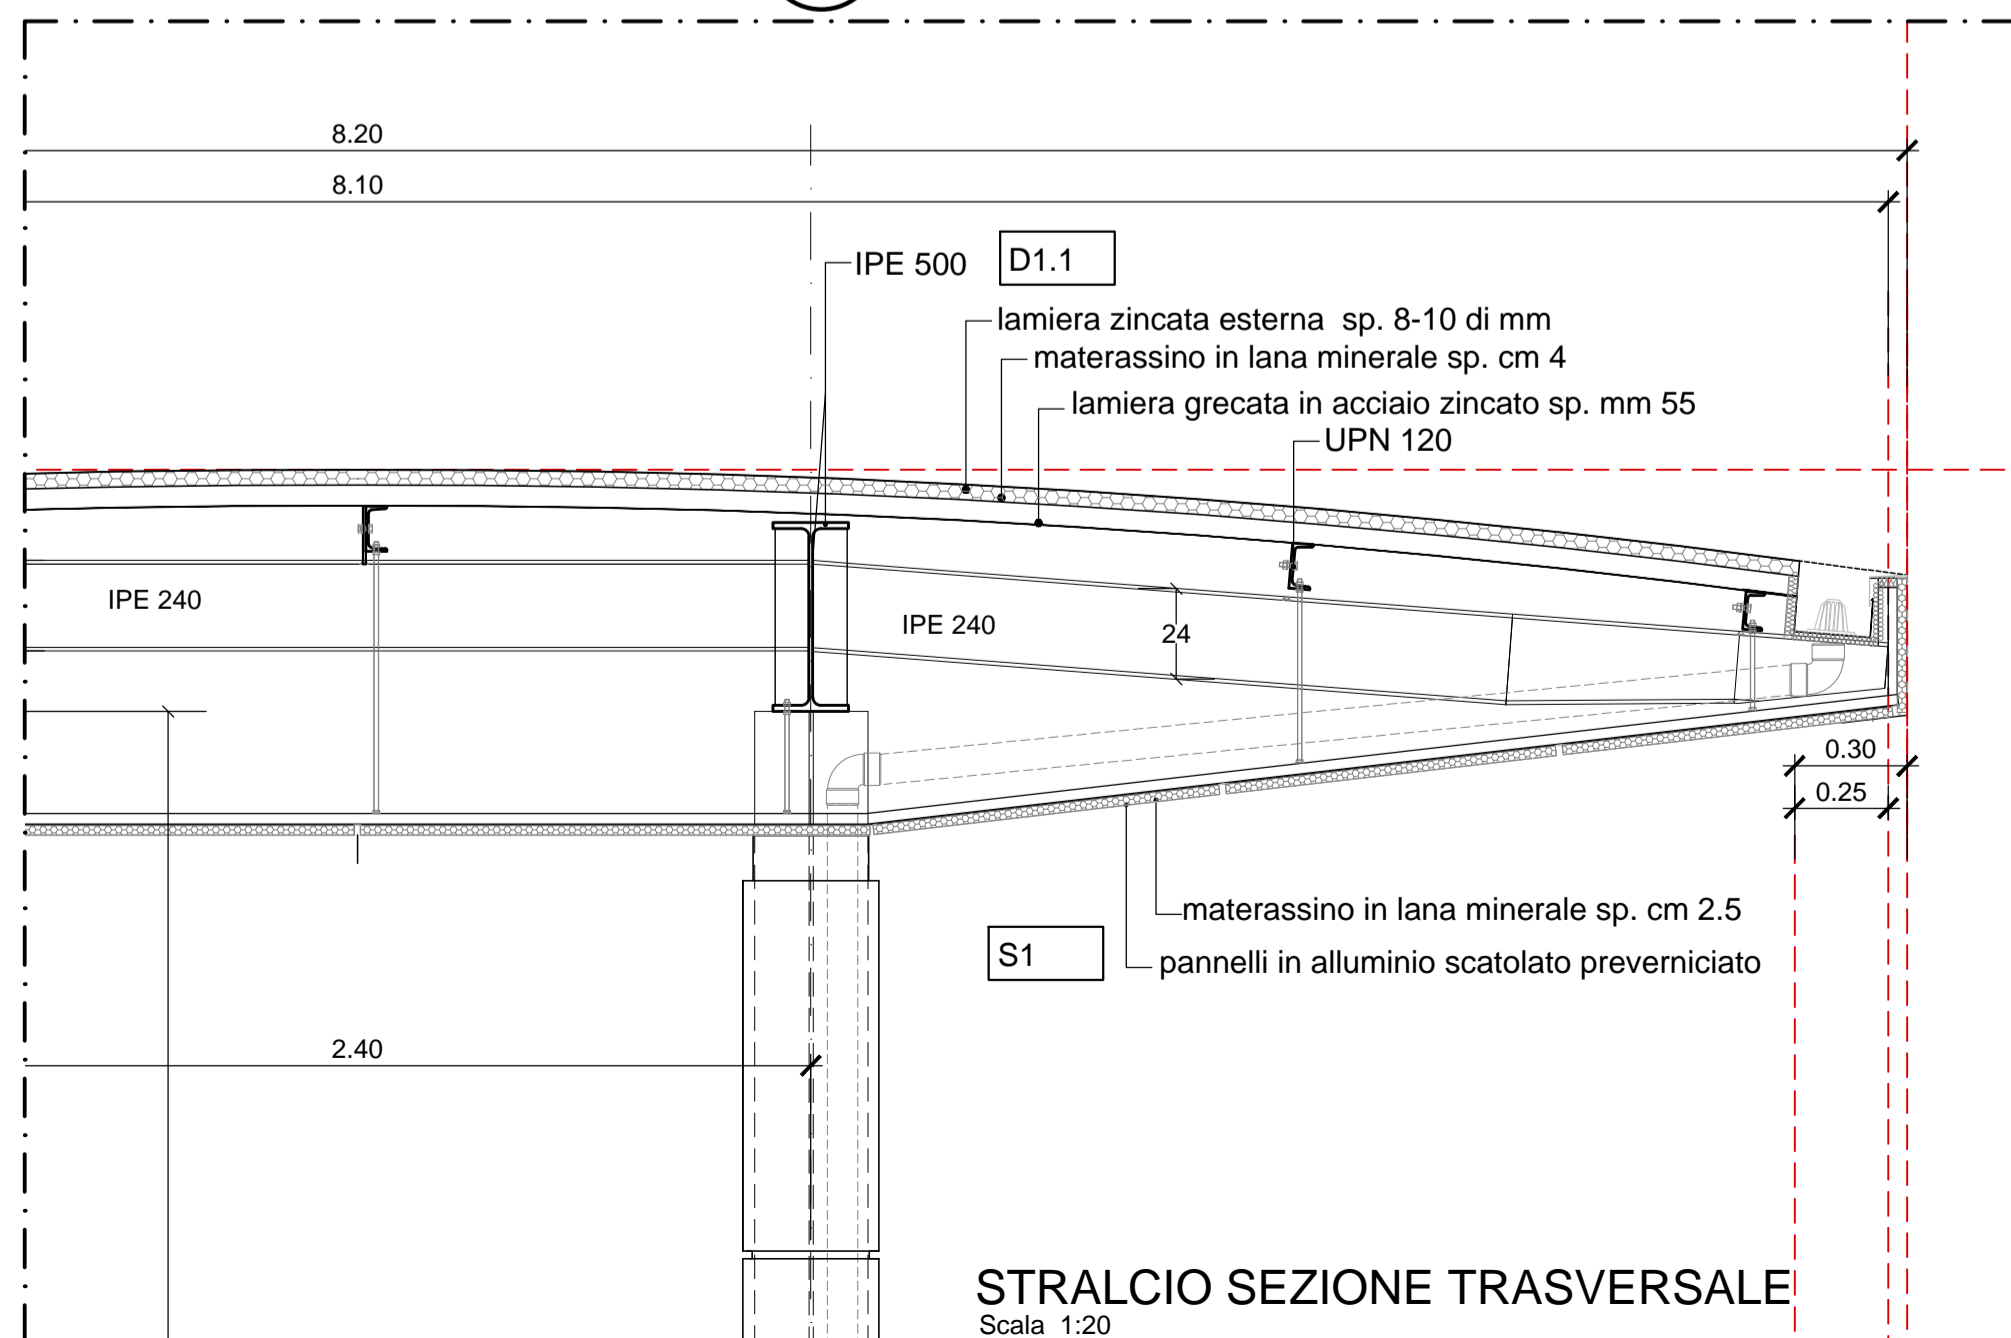 8.20
8.10
IPE 500
D1.1
lamiera zincata esterna sp. 8-10 di mm
materassino in lana minerale sp. cm 4
lamiera grecata in acciaio zincato sp. mm 55
UPN 120
IPE 240
IPE 240
24
0.30
0.25
materassino in lana minerale sp. cm 2.5
S1
pannelli in alluminio scatolato preverniciato
2.40
STRALCIO SEZIONE TRASVERSALE
Scala 1:20